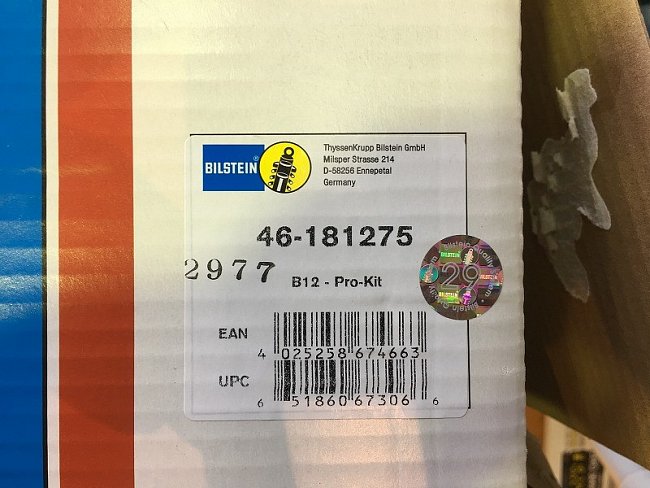 BILSTEIN®
ThyssenKrupp Bilstein GmbH
Milsper Strasse 214
D-58256 Ennepetal
Germany
46-181275
2977
B12 - Pro-Kit
29
EAN
4 025258 674663
UPC
6 51860 67306 6